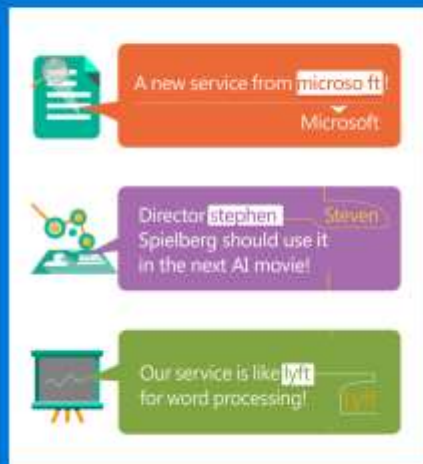 A new service from microso ft!
Microsoft
Director stephen Steven
Spielberg should use it
in the next AI movie!
Our service is like lyft
for word processing!
lyft